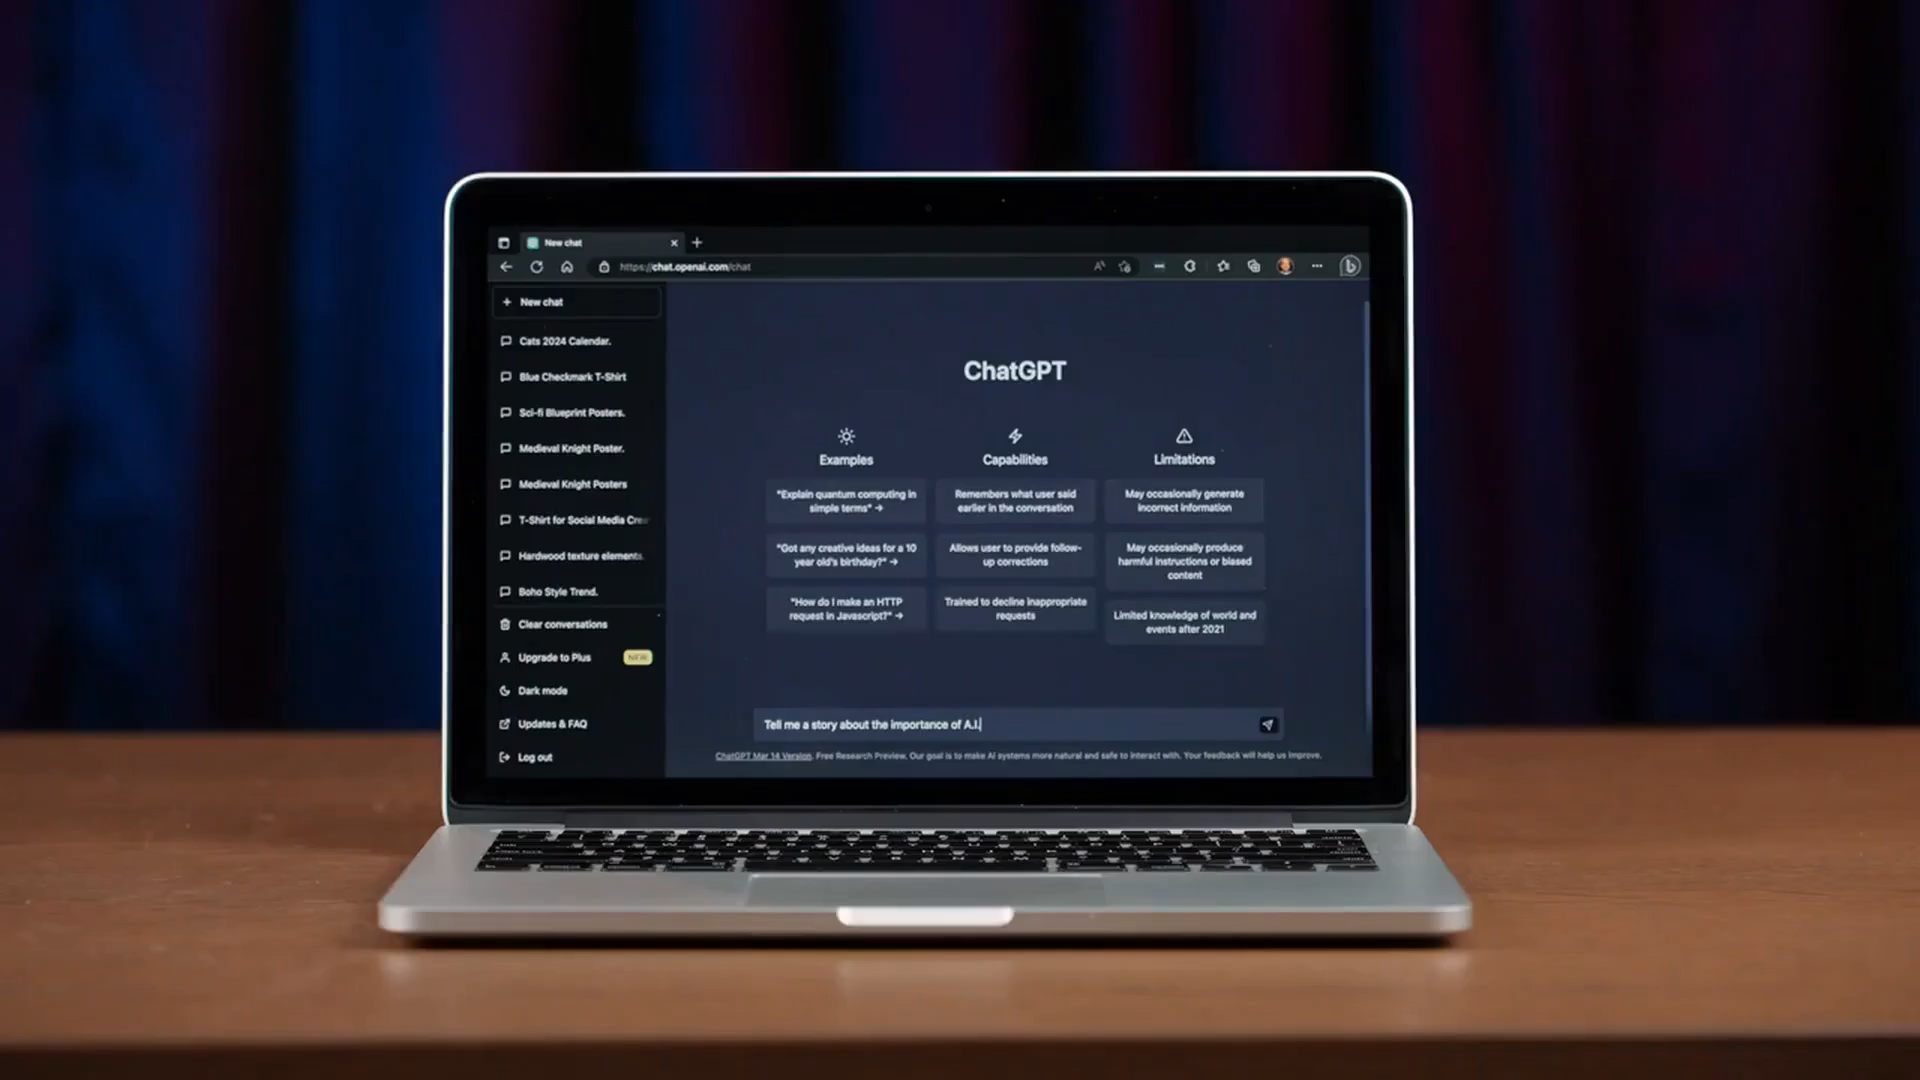 New chat
https://chat.openai.com/chat
New chat
Cats 2024 Calendar.
Blue Checkmark T-Shirt
Sci-fi Blueprint Posters.
Medieval Knight Poster.
Medieval Knight Posters
T-Shirt for Social Media Cre
Hardwood texture elements.
Boho Style Trend.
Clear conversations
Upgrade to Plus
NEW
Dark mode
Updates & FAQ
Log out
ChatGPT
Examples
"Explain quantum computing in
simple terms" →
"Got any creative ideas for a 10
year old's birthday?" →
"How do I make an HTTP
request in Javascript?" →
Capabilities
Remembers what user said
earlier in the conversation
Allows user to provide follow-
up corrections
Trained to decline inappropriate
requests
Limitations
May occasionally generate
incorrect information
May occasionally produce
harmful instructions or biased
content
Limited knowledge of world and
events after 2021
Tell me a story about the importance of A.I.
ChatGPT Mar 14 Version. Free Research Preview. Our goal is to make AI systems more natural and safe to interact with. Your feedback will help us improve.